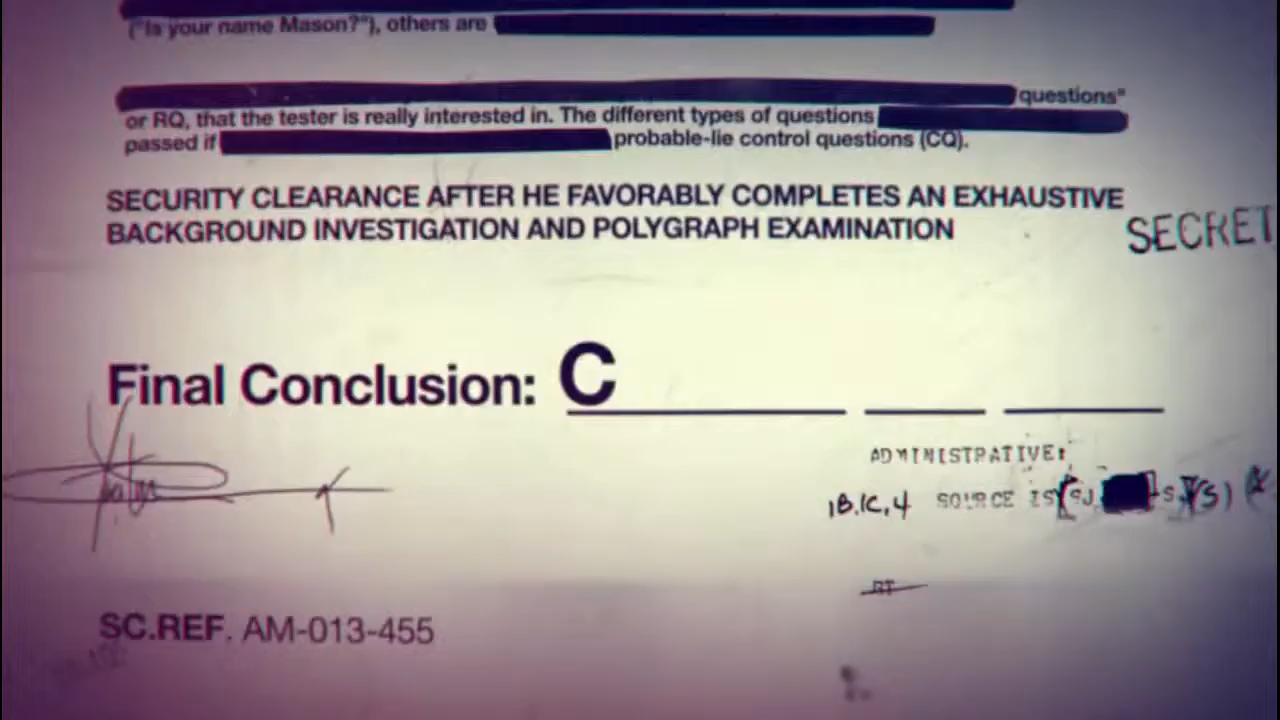 ("Is your name Mason?"), others are
questions"
or RQ, that the tester is really interested in. The different types of questions
passed if probable-lie control questions (CQ).
SECURITY CLEARANCE AFTER HE FAVORABLY COMPLETES AN EXHAUSTIVE
BACKGROUND INVESTIGATION AND POLYGRAPH EXAMINATION
SECRET
Final Conclusion: C
ADMINISTRATIVE:
1B.1C,4 SOURCE IS
SC.REF. AM-013-455